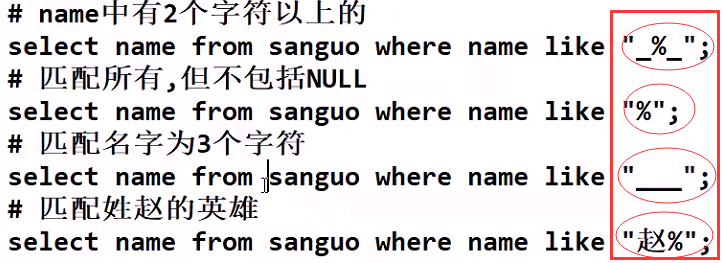 # name中有2个字符以上的
select name from sanguo where name like "_%_";
# 匹配所有,但不包括NULL
select name from sanguo where name like "%";
# 匹配名字为3个字符
select name from sanguo where name like "___";
# 匹配姓赵的英雄
select name from sanguo where name like "赵%";